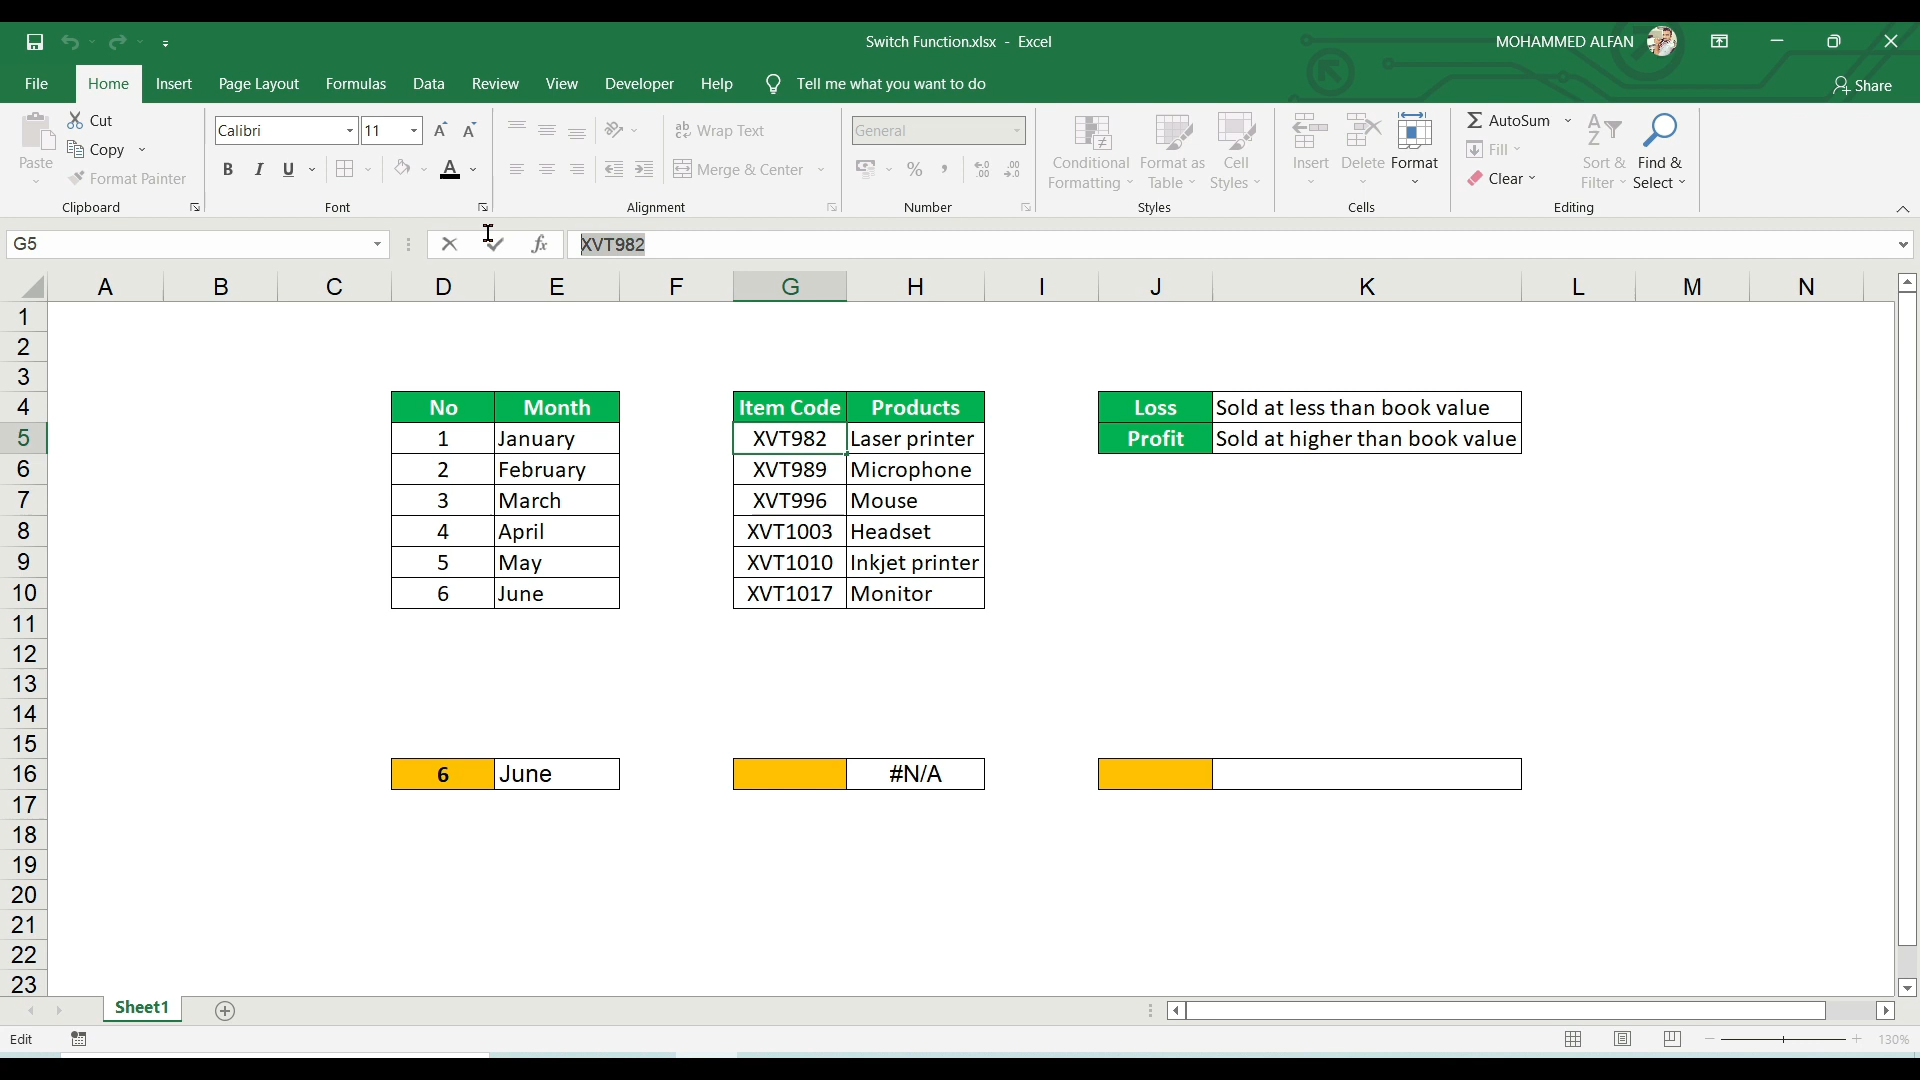 Switch Function.xlsx - Excel
MOHAMMED ALFAN
File Home Insert Page Layout Formulas Data Review View Developer Help Tell me what you want to do Share
Paste
Cut
Copy
Format Painter
Clipboard
Calibri 11
B I U A
Font
Wrap Text
Merge & Center
Alignment
General
%
Number
Conditional Formatting
Format as Table
Cell Styles
Styles
Insert
Delete
Format
Cells
AutoSum
Fill
Clear
Sort & Filter
Find & Select
Editing
G5 fx XVT982
A B C D E F G H I J K L M N
1
2
3
4 No Month Item Code Products Loss Sold at less than book value
5 1 January XVT982 Laser printer Profit Sold at higher than book value
6 2 February XVT989 Microphone
7 3 March XVT996 Mouse
8 4 April XVT1003 Headset
9 5 May XVT1010 Inkjet printer
10 6 June XVT1017 Monitor
11
12
13
14
15
16 6 June #N/A
17
18
19
20
21
22
23
Sheet1
Edit 130%